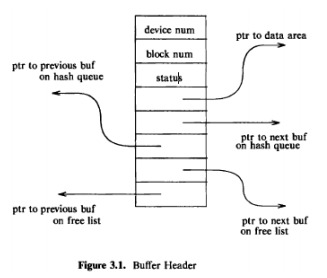 device num
ptr to data area
block num
ptr to previous buf
on hash queue
status
ptr to next buf
on hash queue
ptr to previous buf
on free list
ptr to next buf
on free list
Figure 3.1. Buffer Header